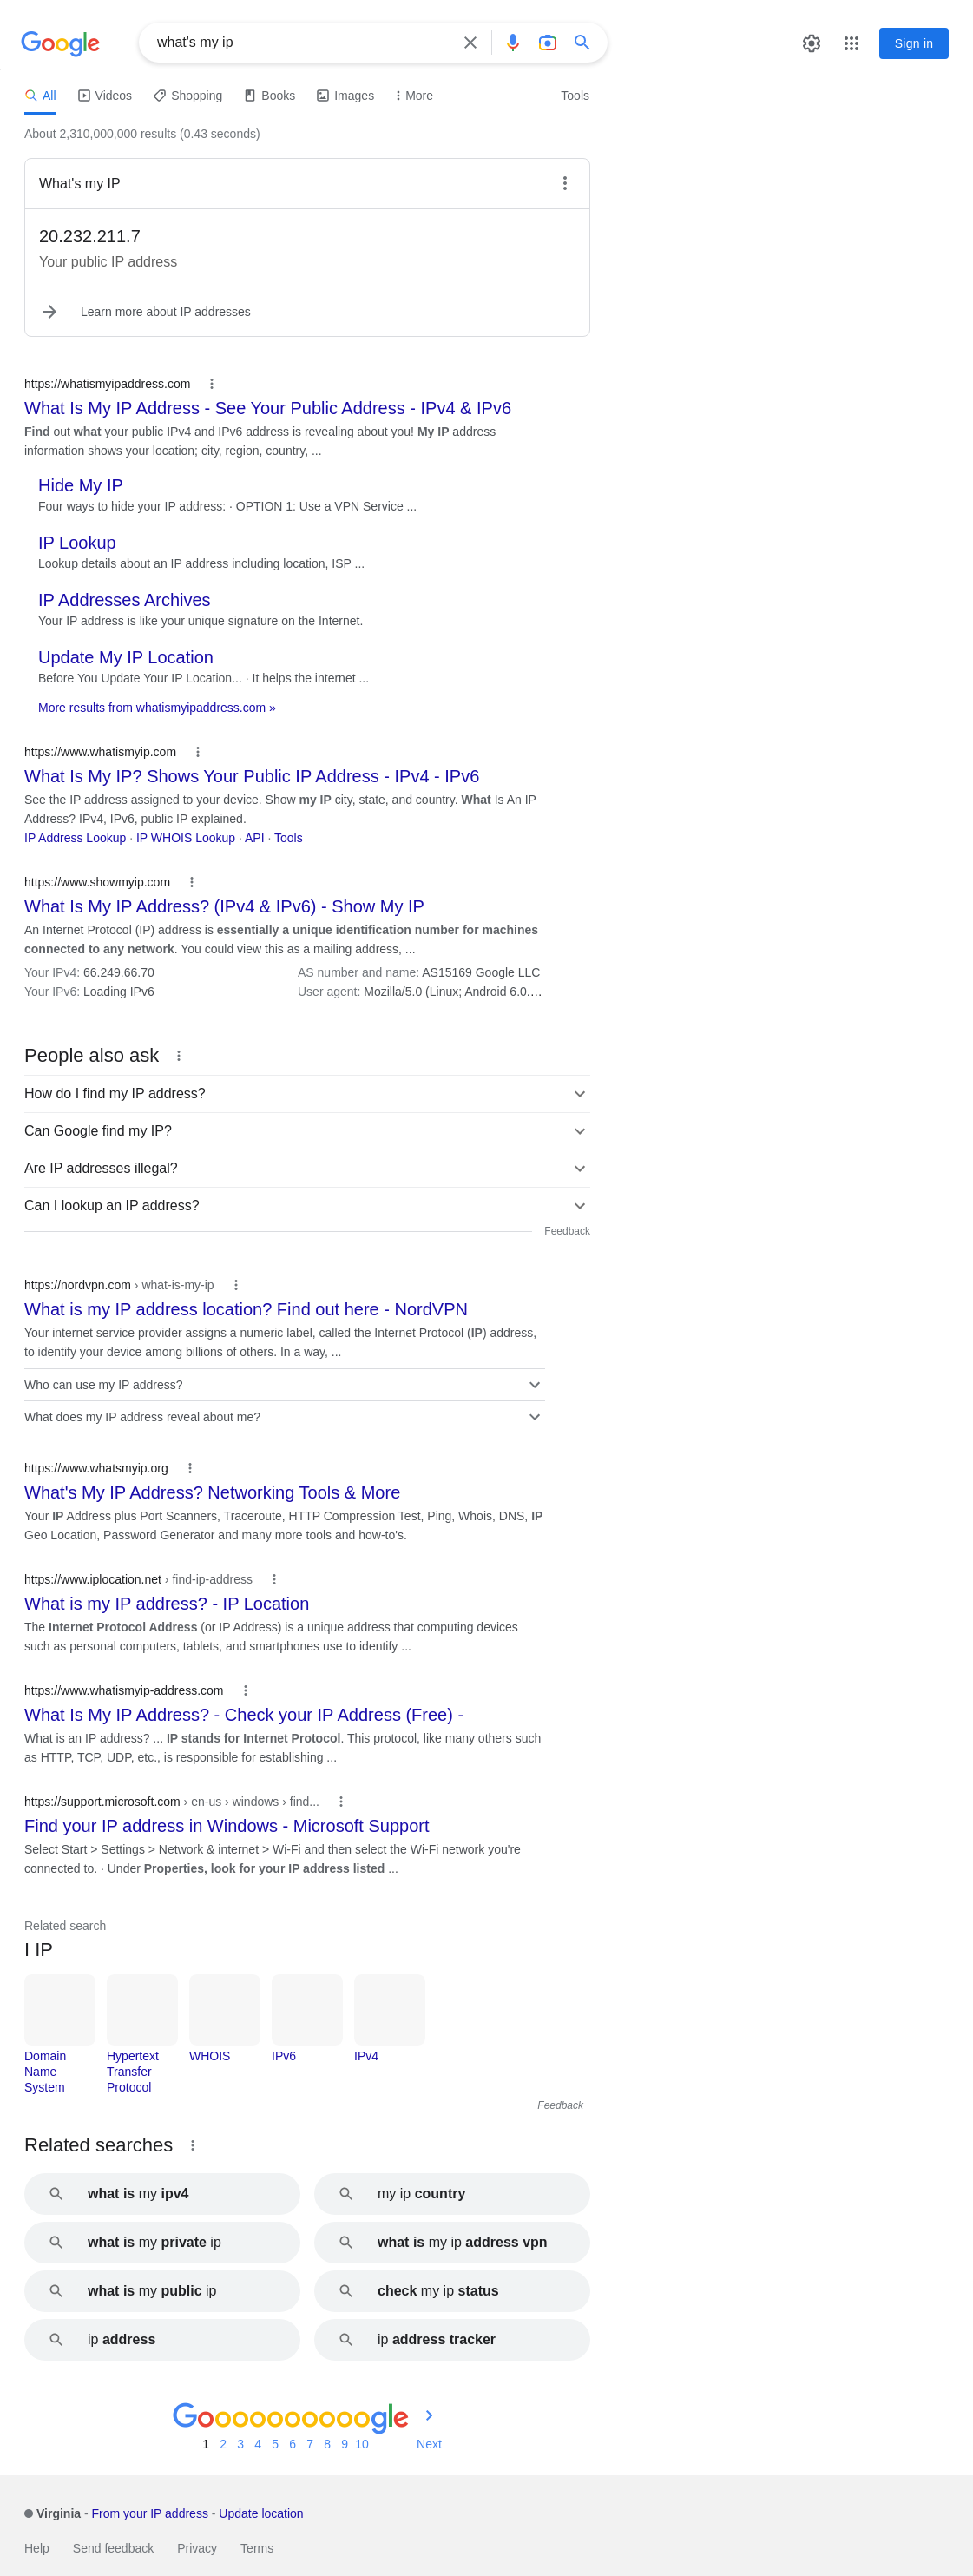 Google
what's my ip
Sign in
All Videos Shopping Books Images More Tools
About 2,310,000,000 results (0.43 seconds)
What's my IP
20.232.211.7
Your public IP address
Learn more about IP addresses
https://whatismyipaddress.com
What Is My IP Address - See Your Public Address - IPv4 & IPv6
Find out what your public IPv4 and IPv6 address is revealing about you! My IP address
information shows your location; city, region, country, ...
Hide My IP
Four ways to hide your IP address: · OPTION 1: Use a VPN Service ...
IP Lookup
Lookup details about an IP address including location, ISP ...
IP Addresses Archives
Your IP address is like your unique signature on the Internet.
Update My IP Location
Before You Update Your IP Location... · It helps the internet ...
More results from whatismyipaddress.com »
https://www.whatismyip.com
What Is My IP? Shows Your Public IP Address - IPv4 - IPv6
See the IP address assigned to your device. Show my IP city, state, and country. What Is An IP
Address? IPv4, IPv6, public IP explained.
IP Address Lookup · IP WHOIS Lookup · API · Tools
https://www.showmyip.com
What Is My IP Address? (IPv4 & IPv6) - Show My IP
An Internet Protocol (IP) address is essentially a unique identification number for machines
connected to any network. You could view this as a mailing address, ...
Your IPv4: 66.249.66.70 AS number and name: AS15169 Google LLC
Your IPv6: Loading IPv6 User agent: Mozilla/5.0 (Linux; Android 6.0....
People also ask
How do I find my IP address?
Can Google find my IP?
Are IP addresses illegal?
Can I lookup an IP address?
Feedback
https://nordvpn.com › what-is-my-ip
What is my IP address location? Find out here - NordVPN
Your internet service provider assigns a numeric label, called the Internet Protocol (IP) address,
to identify your device among billions of others. In a way, ...
Who can use my IP address?
What does my IP address reveal about me?
https://www.whatsmyip.org
What's My IP Address? Networking Tools & More
Your IP Address plus Port Scanners, Traceroute, HTTP Compression Test, Ping, Whois, DNS, IP
Geo Location, Password Generator and many more tools and how-to's.
https://www.iplocation.net › find-ip-address
What is my IP address? - IP Location
The Internet Protocol Address (or IP Address) is a unique address that computing devices
such as personal computers, tablets, and smartphones use to identify ...
https://www.whatismyip-address.com
What Is My IP Address? - Check your IP Address (Free) -
What is an IP address? ... IP stands for Internet Protocol. This protocol, like many others such
as HTTP, TCP, UDP, etc., is responsible for establishing ...
https://support.microsoft.com › en-us › windows › find...
Find your IP address in Windows - Microsoft Support
Select Start > Settings > Network & internet > Wi-Fi and then select the Wi-Fi network you're
connected to. · Under Properties, look for your IP address listed ...
Related search
I IP
Domain Hypertext WHOIS IPv6 IPv4
Name Transfer
System Protocol
Feedback
Related searches
what is my ipv4 my ip country
what is my private ip what is my ip address vpn
what is my public ip check my ip status
ip address ip address tracker
Goooooooooogle
1 2 3 4 5 6 7 8 9 10 Next
Virginia - From your IP address - Update location
Help Send feedback Privacy Terms